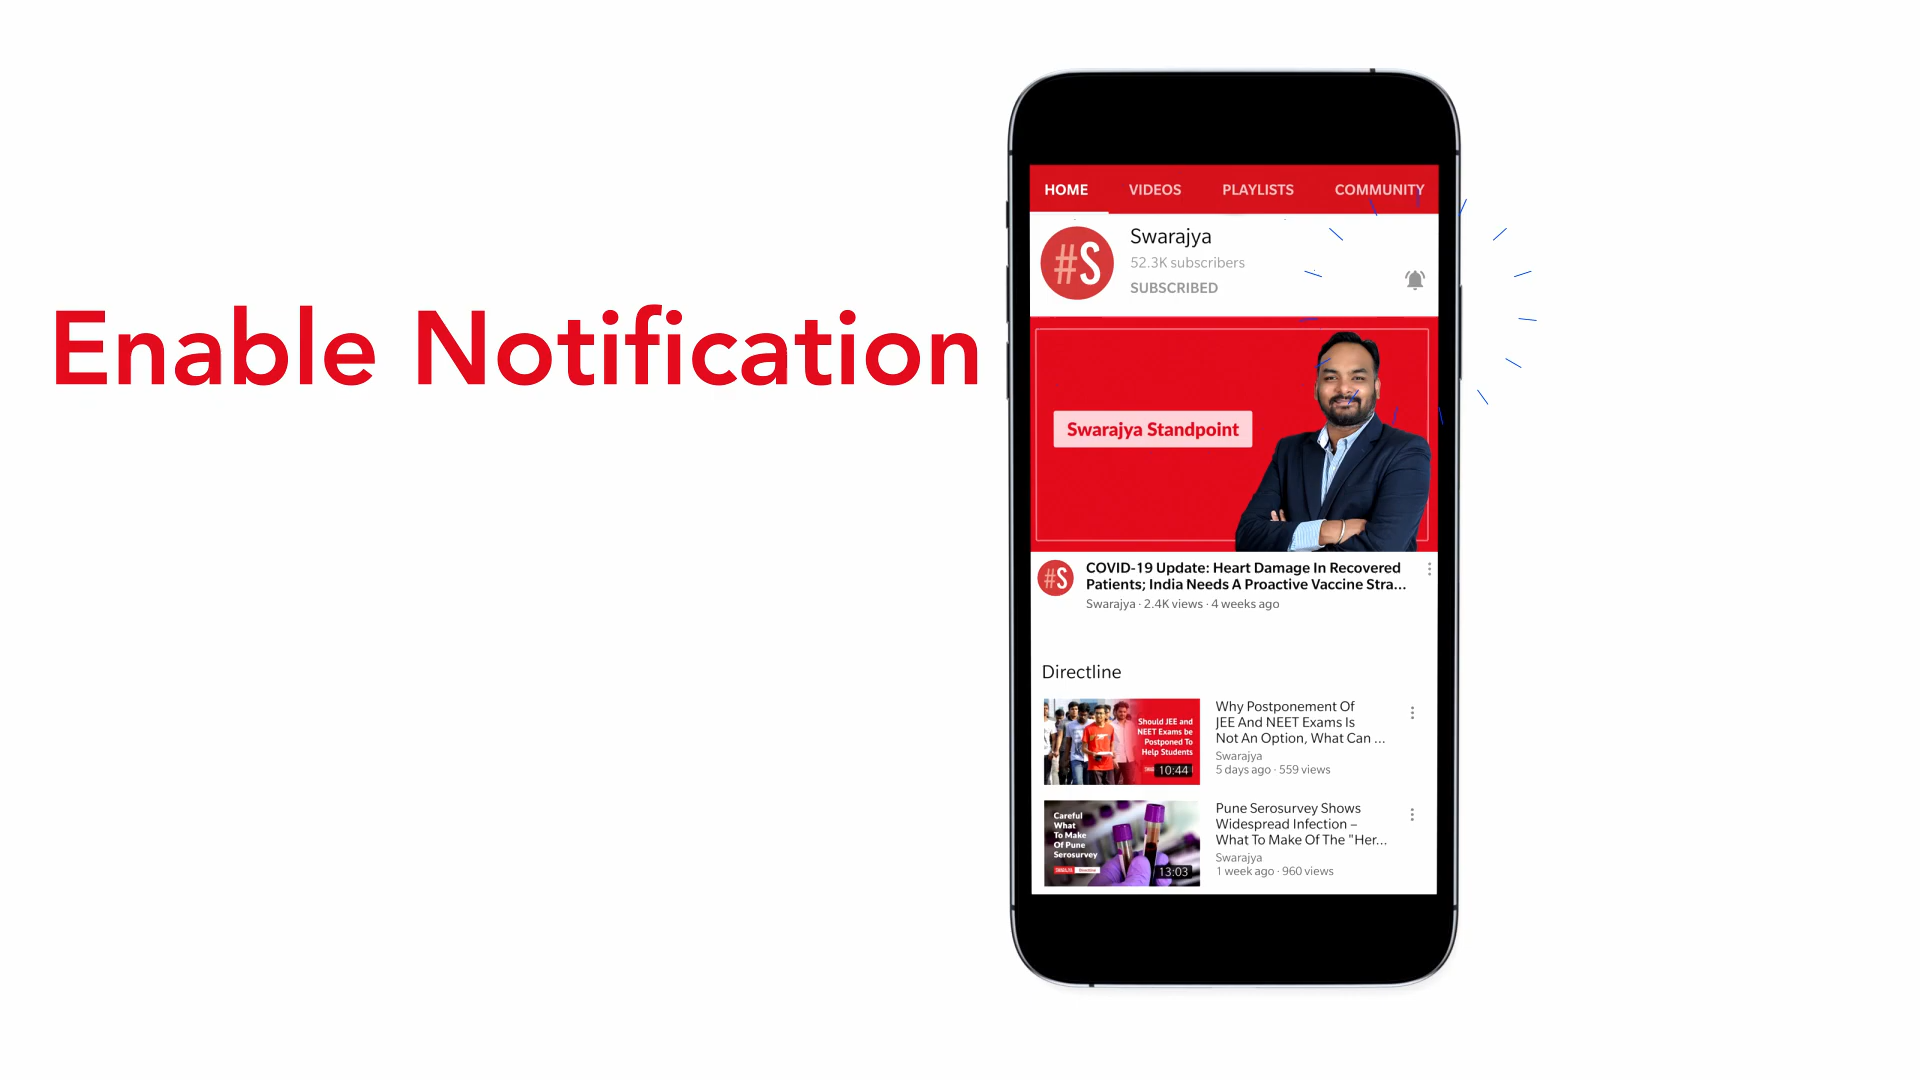 Enable Notification
HOME VIDEOS PLAYLISTS COMMUNITY
#S
Swarajya
52.3K subscribers
SUBSCRIBED
Swarajya Standpoint
#S
COVID-19 Update: Heart Damage In Recovered
Patients; India Needs A Proactive Vaccine Stra...
Swarajya · 2.4K views · 4 weeks ago
Directline
Should JEE and
NEET Exams be
Postponed To
Help Students
10:44
Why Postponement Of
JEE And NEET Exams Is
Not An Option, What Can ...
Swarajya
5 days ago · 559 views
Careful
What
To Make
Of Pune
Serosurvey
13:03
Pune Serosurvey Shows
Widespread Infection –
What To Make Of The "Her...
Swarajya
1 week ago · 960 views